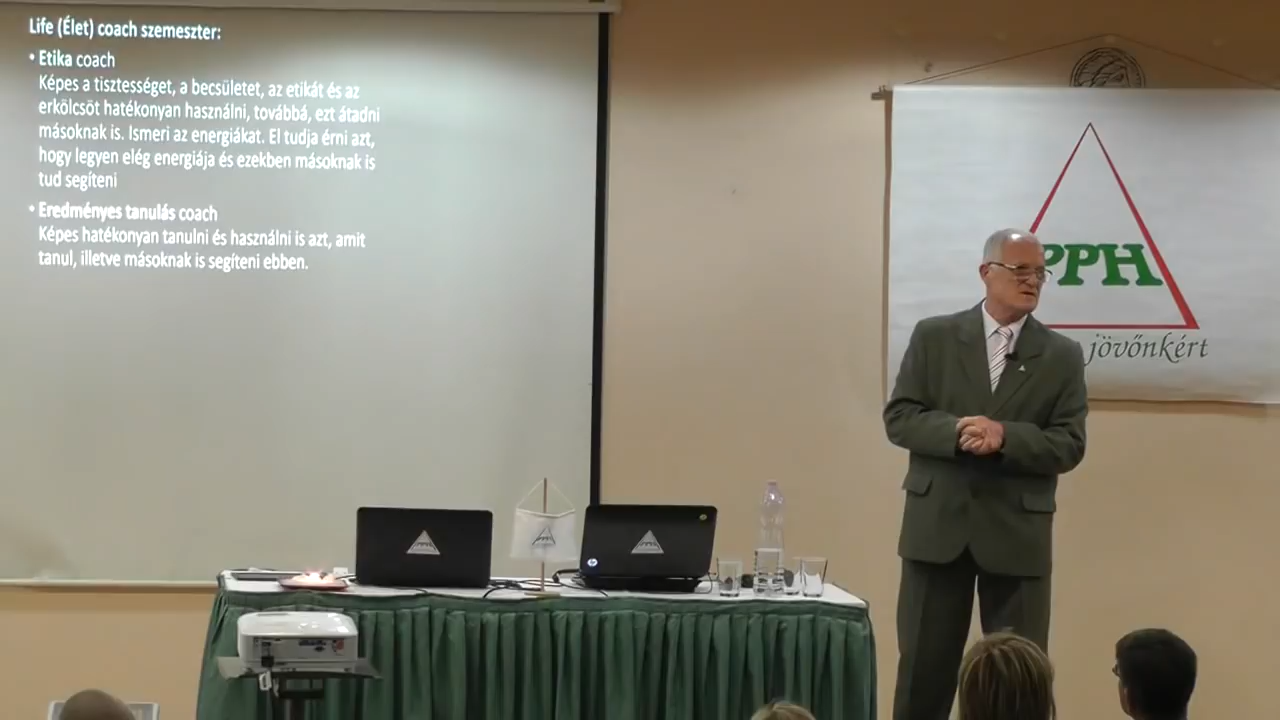 Life (Élet) coach szemeszter:
• Etika coach
Képes a tisztességet, a becsületet, az etikát és az
erkölcsöt hatékonyan használni, továbbá, ezt átadni
másoknak is. Ismeri az energiákat. El tudja érni azt,
hogy legyen elég energiája és ezekben másoknak is
tud segíteni
• Eredményes tanulás coach
Képes hatékonyan tanulni és használni is azt, amit
tanul, illetve másoknak is segíteni ebben.
PPH
jövőnkért
hp